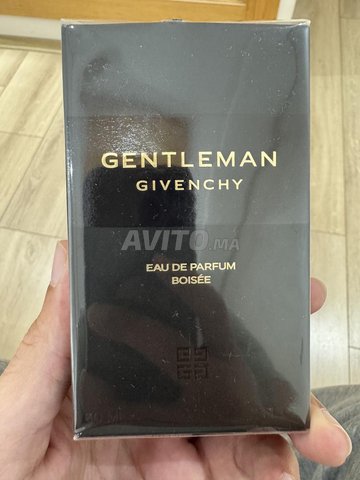 GENTLEMAN
GIVENCHY
AVITO.MA
EAU DE PARFUM
BOISÉE